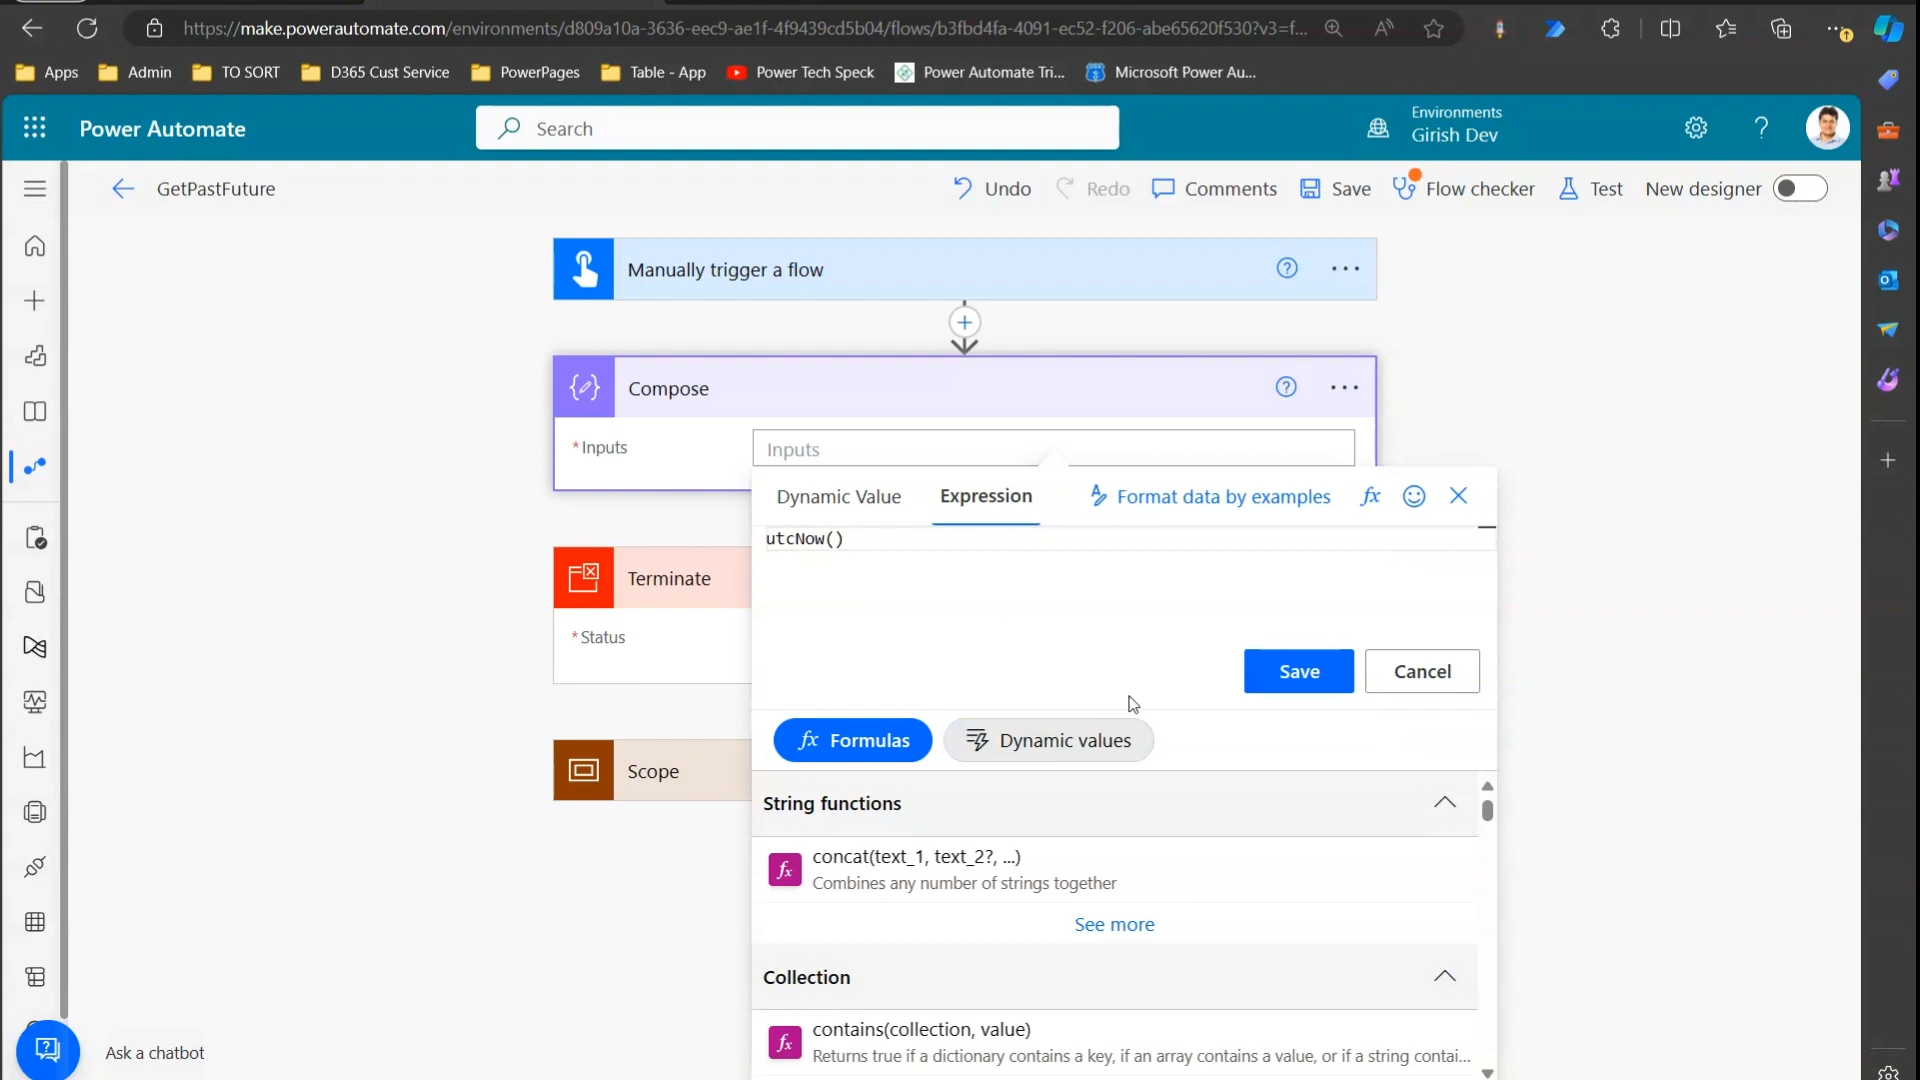 https://make.powerautomate.com/environments/d809a10a-3636-eec9-ae1f-4f9439cd5b04/flows/b3fbd4fa-4091-ec52-f206-abe65620f530?v3=f...
Apps Admin TO SORT D365 Cust Service PowerPages Table - App Power Tech Speck Power Automate Tri... Microsoft Power Au...
Power Automate
Search
Environments
Girish Dev
GetPastFuture
Undo Redo Comments Save Flow checker Test New designer
Manually trigger a flow
Compose
*Inputs
Inputs
Dynamic Value Expression Format data by examples fx
utcNow()
Terminate
*Status
Save Cancel
fx Formulas Dynamic values
Scope
String functions
fx concat(text_1, text_2?, ...)
Combines any number of strings together
See more
Collection
fx contains(collection, value)
Returns true if a dictionary contains a key, if an array contains a value, or if a string contai...
Ask a chatbot